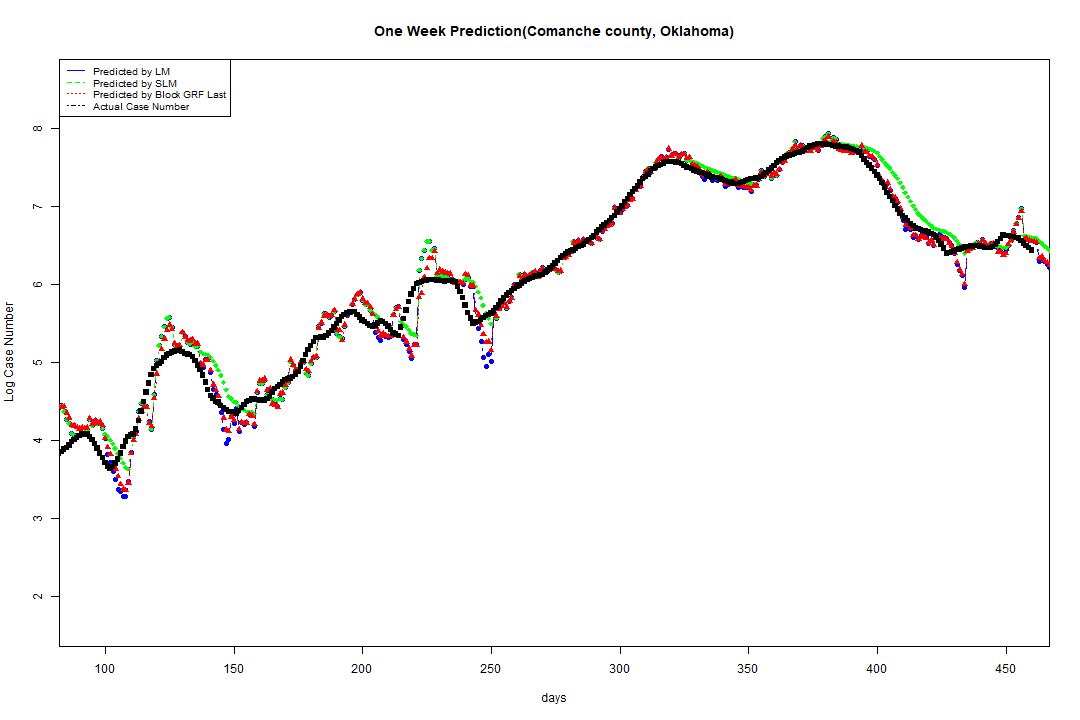 One Week Prediction(Comanche county, Oklahoma)
Predicted by LM
Predicted by SLM
Predicted by Block GRF Last
Actual Case Number
8
7
6
5
4
3
2
Log Case Number
100 150 200 250 300 350 400 450
days